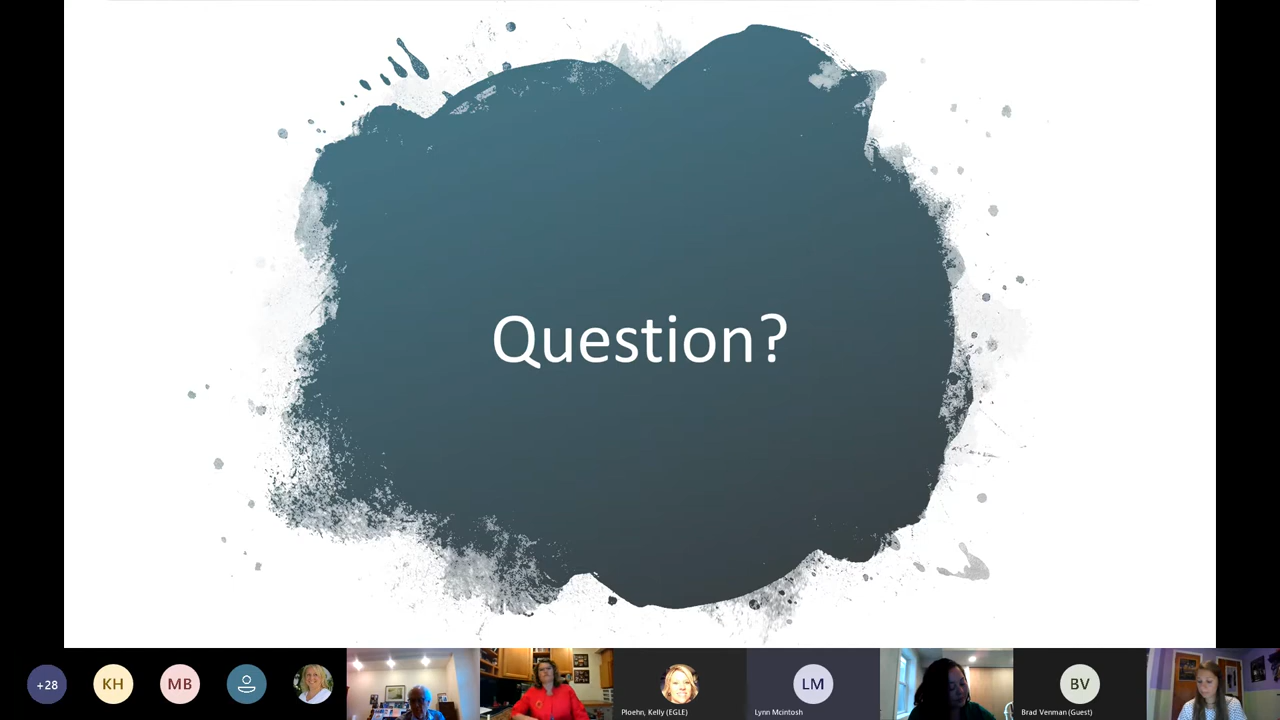 Question?
+28
KH
MB
LM
BV
Ploehn, Kelly (EGLE)
Lynn Mcintosh
Brad Venman (Guest)